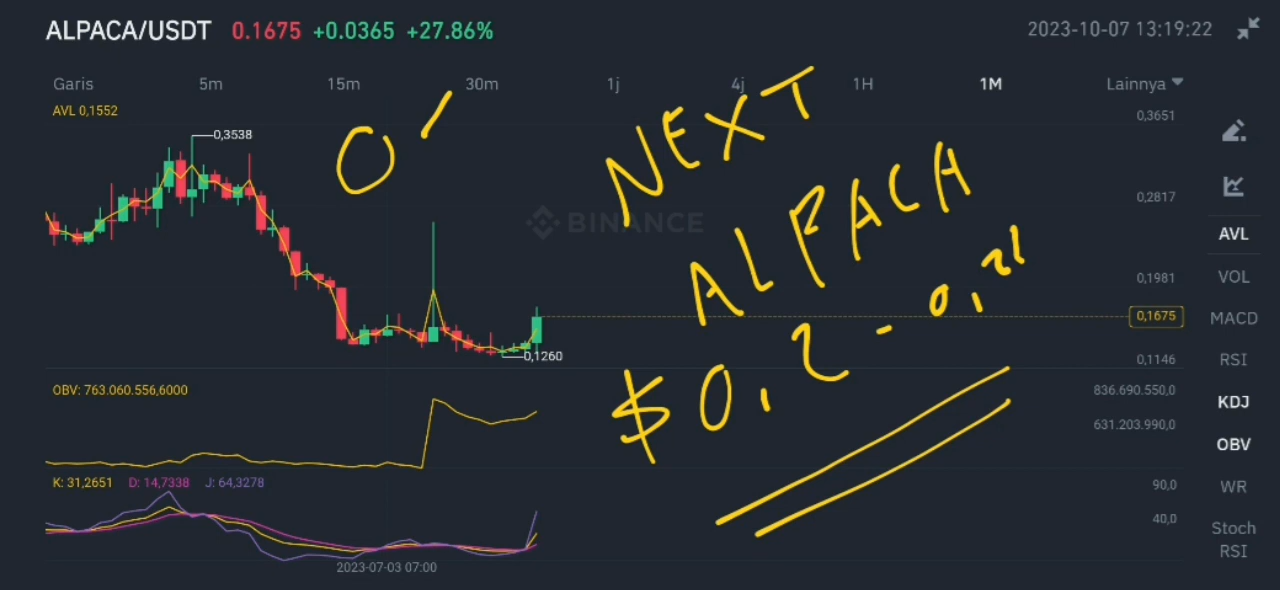 ALPACA/USDT 0.1675 +0.0365 +27.86% 2023-10-07 13:19:22
Garis 5m 15m 30m 1j 4j 1H 1M Lainnya
AVL 0,1552
0,3651
0,3538
0,2817
0,1981
0,1675
0,1260
0,1146
BINANCE
0
NEXT
ALPACA
$0,2 - 0,21
OBV: 763.060.556,6000
836.690.550,0
631.203.990,0
K: 31,2651 D: 14,7338 J: 64,3278
90,0
40,0
2023-07-03 07:00
AVL
VOL
MACD
RSI
KDJ
OBV
WR
Stoch
RSI